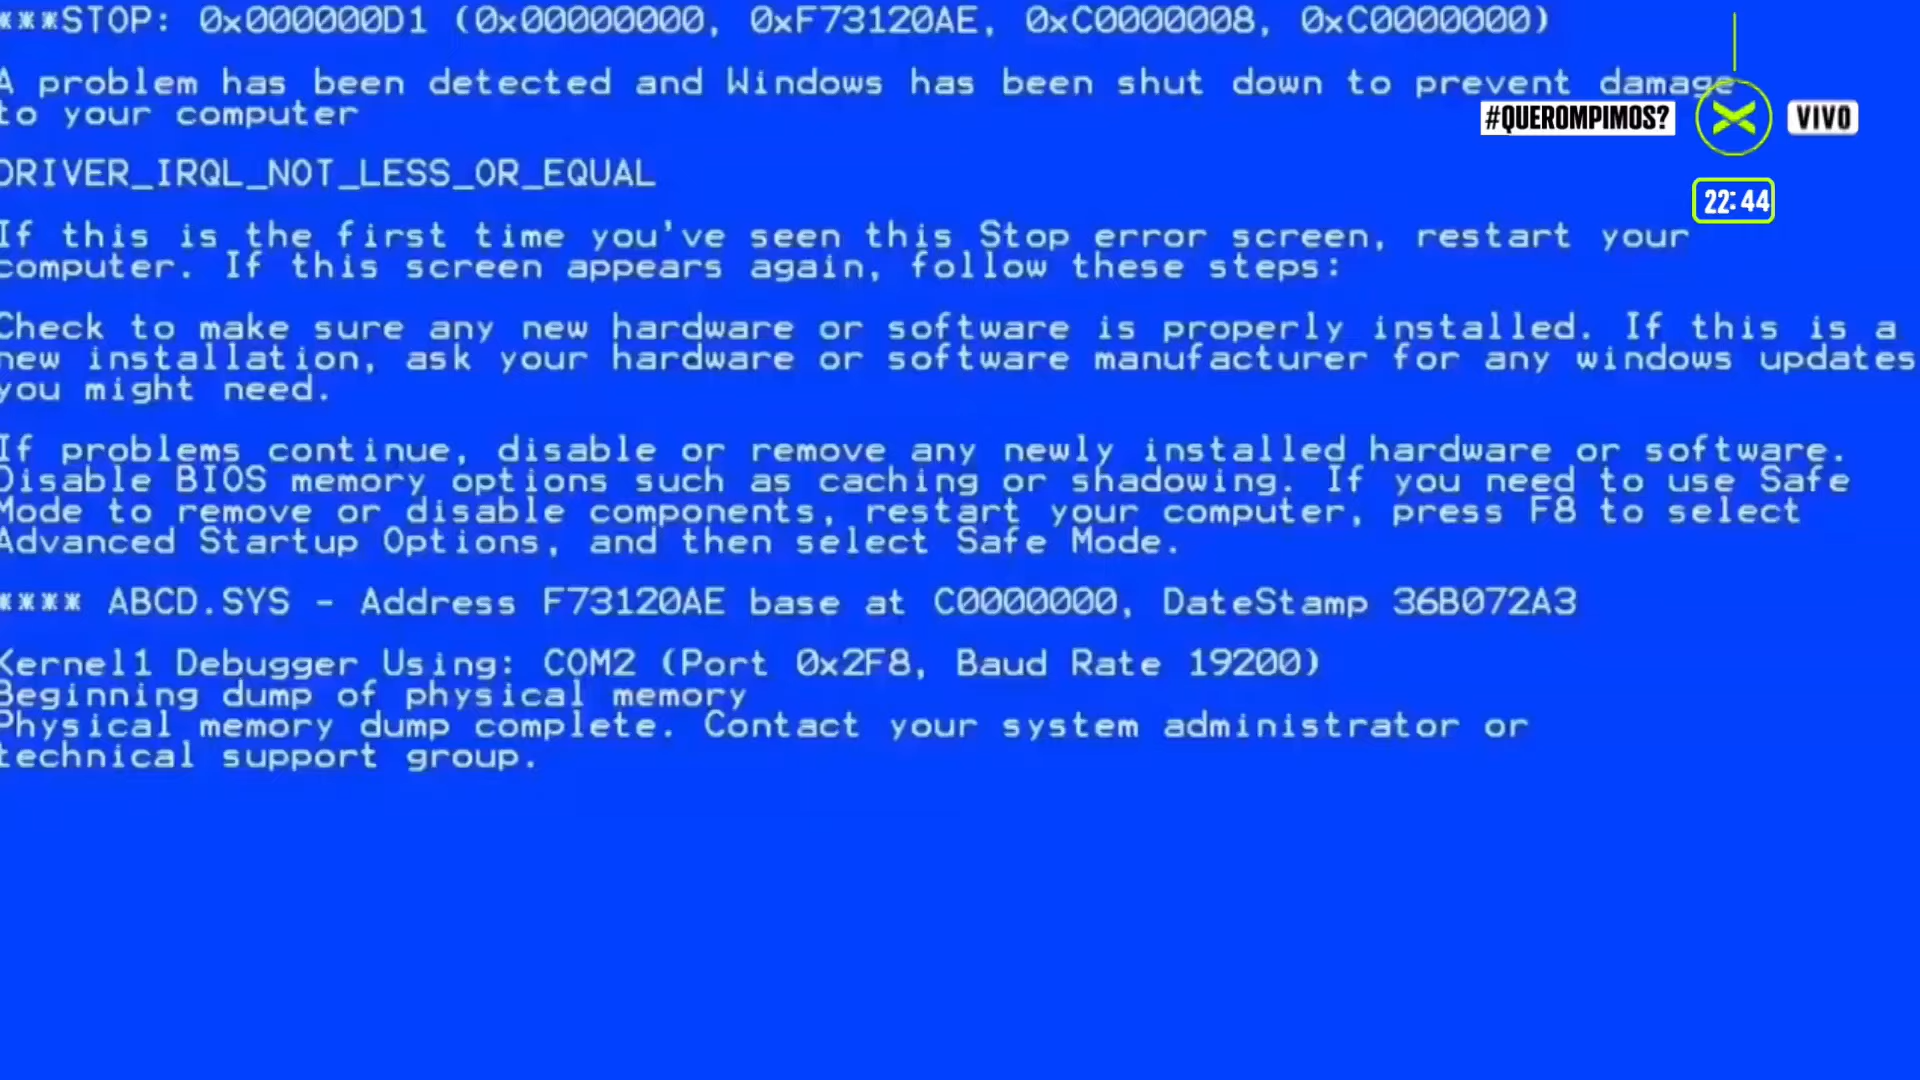 ***STOP: 0x000000D1 (0x00000000, 0xF73120AE, 0xC0000008, 0xC0000000)
A problem has been detected and Windows has been shut down to prevent damage
to your computer
#QUEROMPIMOS?
VIVO
DRIVER_IRQL_NOT_LESS_OR_EQUAL
22:44
If this is the first time you've seen this Stop error screen, restart your
computer. If this screen appears again, follow these steps:
Check to make sure any new hardware or software is properly installed. If this is a
new installation, ask your hardware or software manufacturer for any windows updates
you might need.
If problems continue, disable or remove any newly installed hardware or software.
Disable BIOS memory options such as caching or shadowing. If you need to use Safe
Mode to remove or disable components, restart your computer, press F8 to select
Advanced Startup Options, and then select Safe Mode.
**** ABCD.SYS - Address F73120AE base at C0000000, DateStamp 36B072A3
Kernel1 Debugger Using: COM2 (Port 0x2F8, Baud Rate 19200)
Beginning dump of physical memory
Physical memory dump complete. Contact your system administrator or
technical support group.